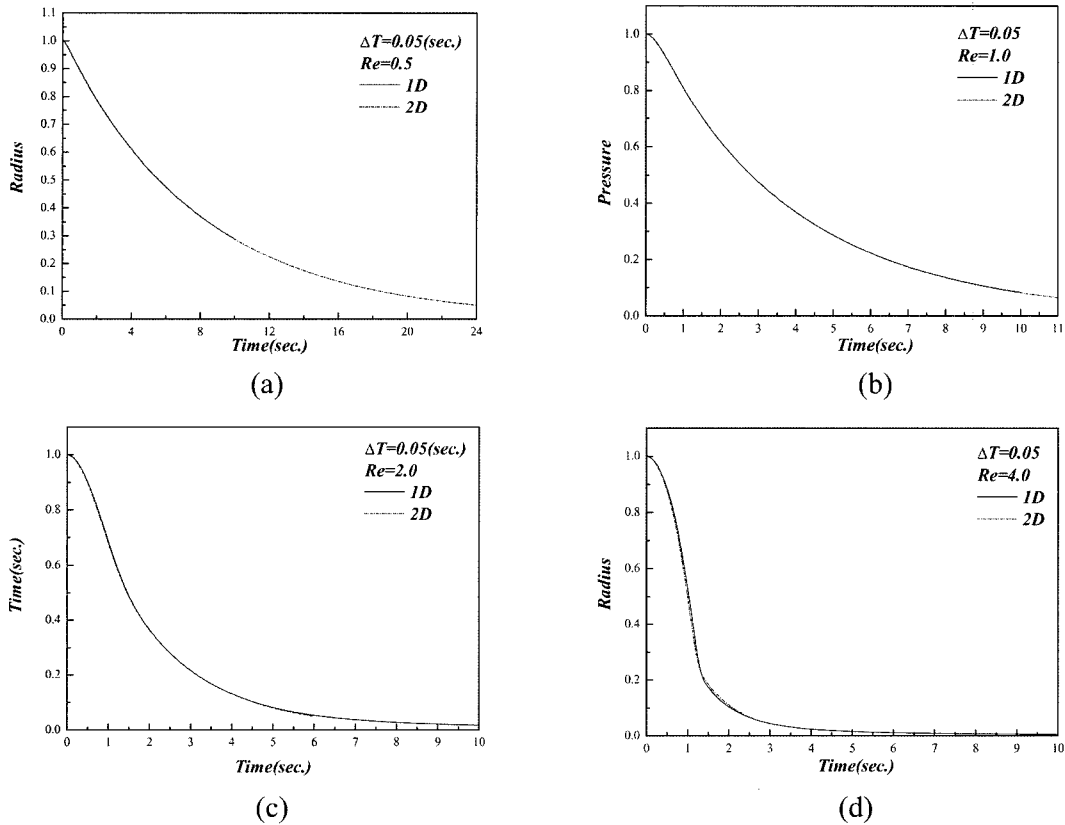 1.1
1.0
0.9
0.8
0.7
0.6
0.5
0.4
0.3
0.2
0.1
0.0
Radius
ΔT=0.05(sec.)
Re=0.5
1D
2D
0 4 8 12 16 20 24
Time(sec.)
(a)
1.0
0.8
0.6
0.4
0.2
0.0
Pressure
ΔT=0.05
Re=1.0
1D
2D
0 1 2 3 4 5 6 7 8 9 10 11
Time(sec.)
(b)
1.0
0.8
0.6
0.4
0.2
0.0
Time(sec.)
ΔT=0.05(sec.)
Re=2.0
1D
2D
0 1 2 3 4 5 6 7 8 9 10
Time(sec.)
(c)
1.0
0.8
0.6
0.4
0.2
0.0
Radius
ΔT=0.05
Re=4.0
1D
2D
0 1 2 3 4 5 6 7 8 9 10
Time(sec.)
(d)